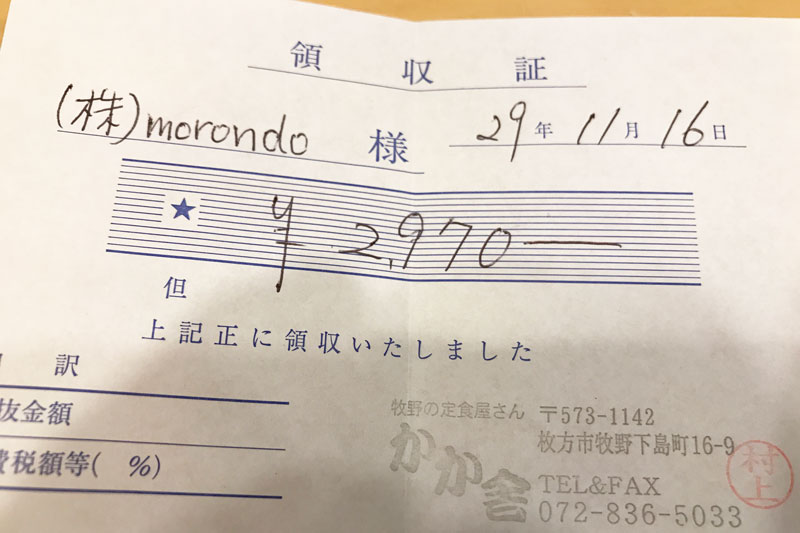 領収証
(株)morondo 様 29年11月16日
★ ¥2,970―
但
上記正に領収いたしました
訳
抜金額
費税額等( %)
牧野の定食屋さん
かか舎
〒573-1142
枚方市牧野下島町16-9
TEL&FAX
072-836-5033
村上